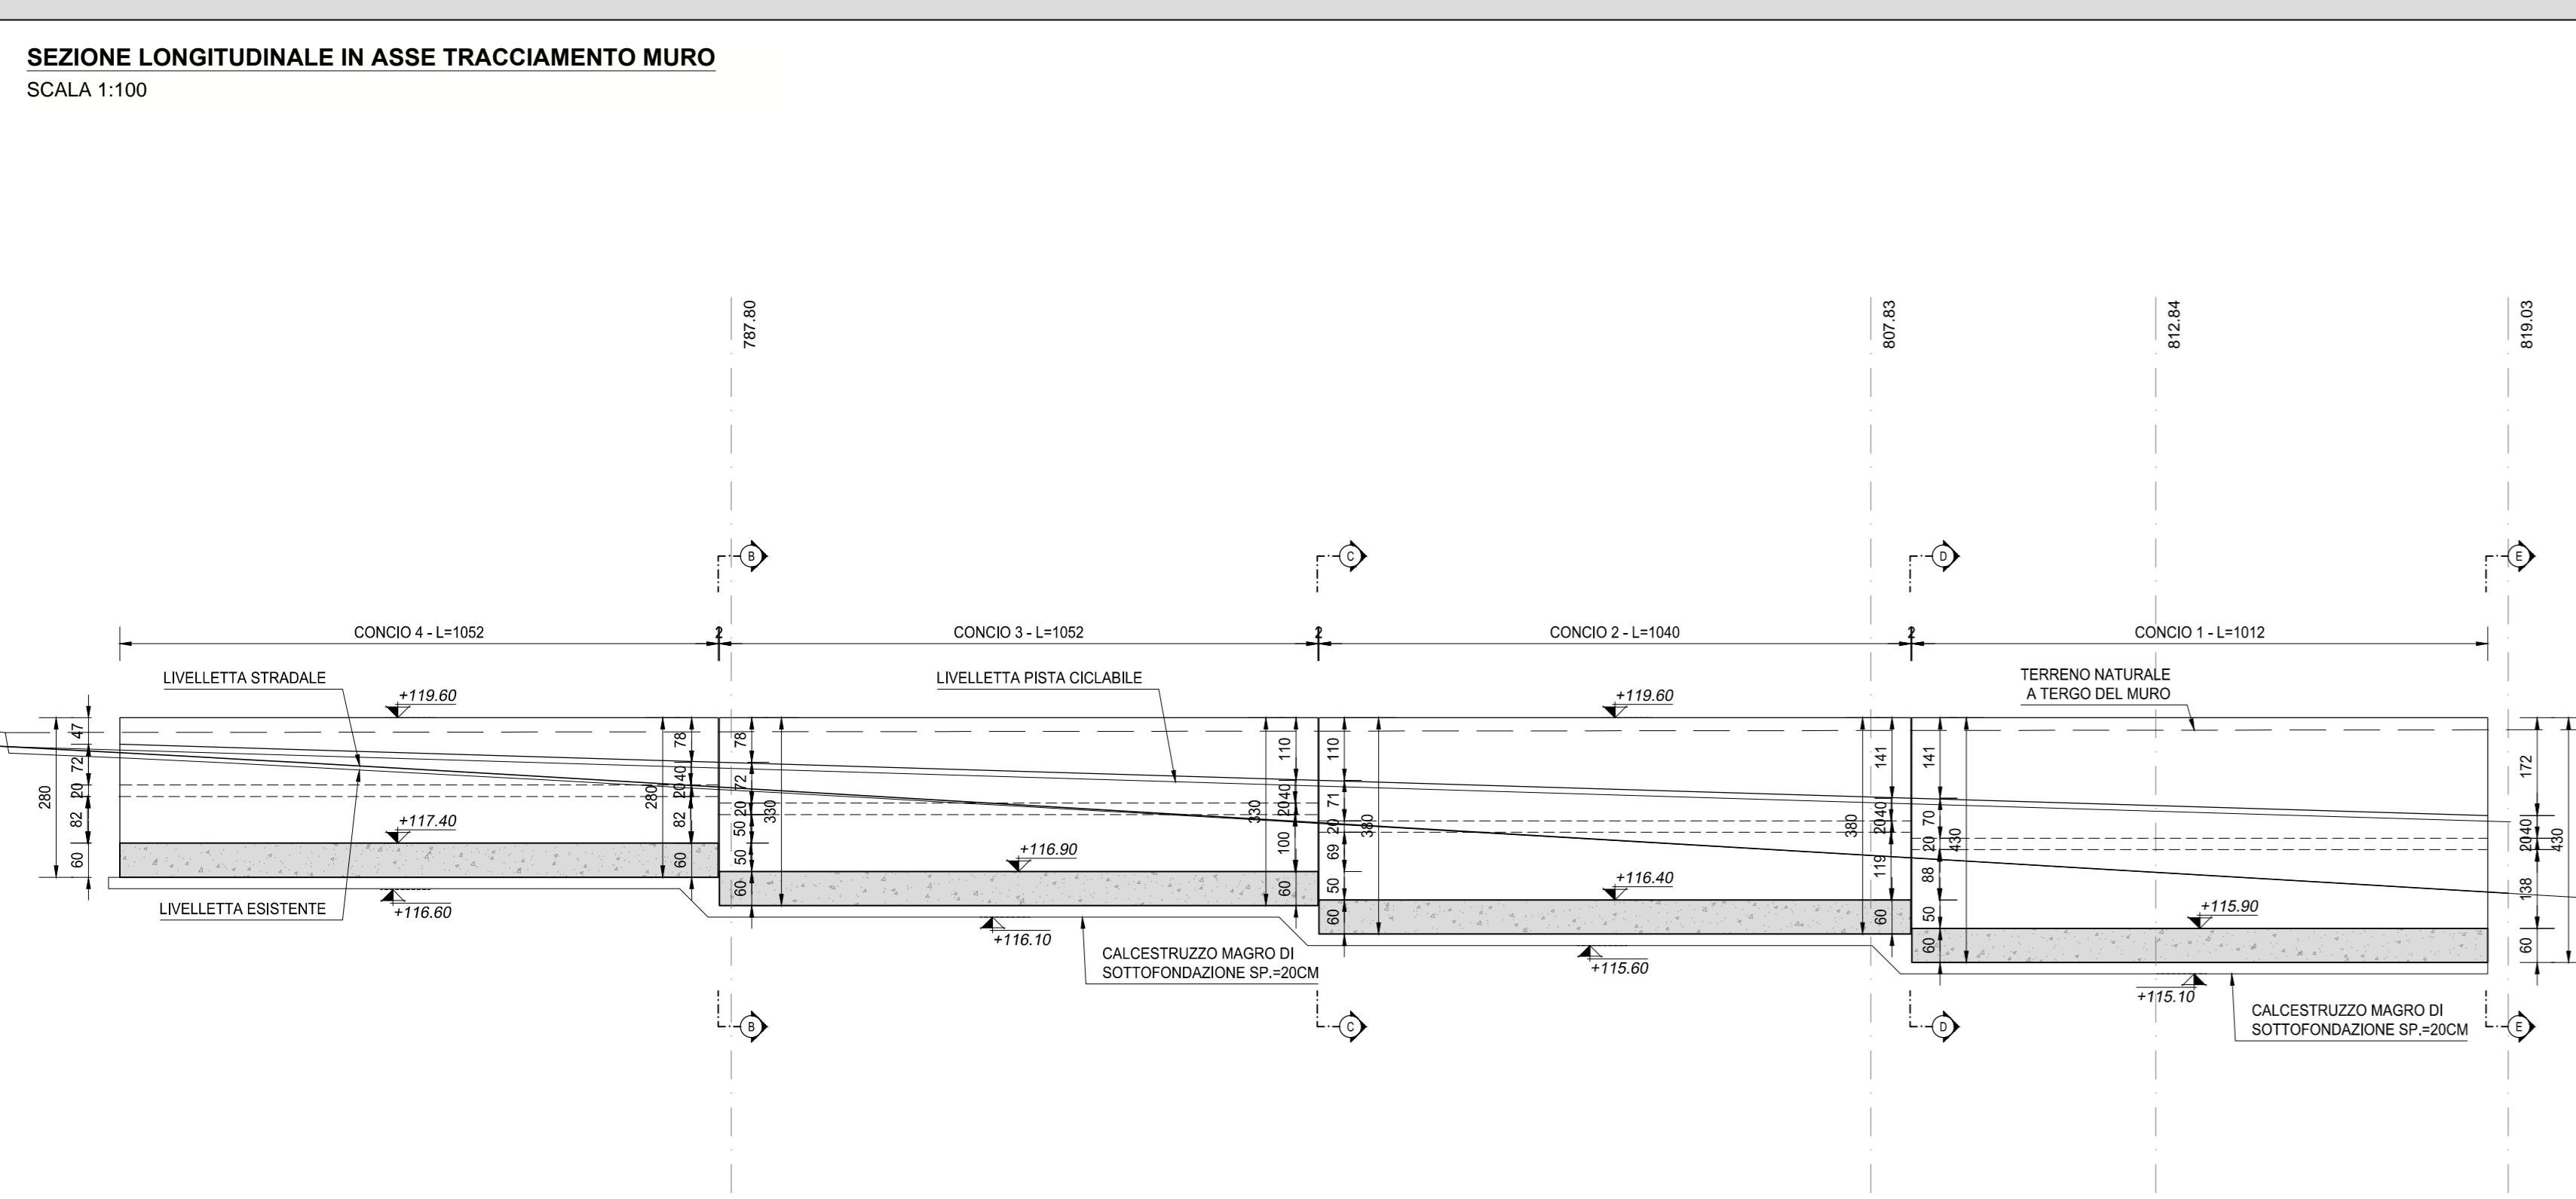 SEZIONE LONGITUDINALE IN ASSE TRACCIAMENTO MURO
SCALA 1:100
787.80
807.83
812.84
819.03
B
C
D
E
CONCIO 4 - L=1052
2
CONCIO 3 - L=1052
2
CONCIO 2 - L=1040
2
CONCIO 1 - L=1012
LIVELLETTA STRADALE
LIVELLETTA PISTA CICLABILE
TERRENO NATURALE
A TERGO DEL MURO
+119.60
+119.60
280
47
72
20
82
60
280
78
40
20
82
60
78
72
20
50
50
60
330
330
110
40
20
100
60
110
71
20
69
50
60
380
380
141
40
20
119
60
141
70
20
88
50
60
430
172
40
20
138
60
430
+117.40
+116.90
+116.40
+115.90
LIVELLETTA ESISTENTE
+116.60
+116.10
+115.60
+115.10
CALCESTRUZZO MAGRO DI
SOTTOFONDAZIONE SP.=20CM
CALCESTRUZZO MAGRO DI
SOTTOFONDAZIONE SP.=20CM
B
C
D
E